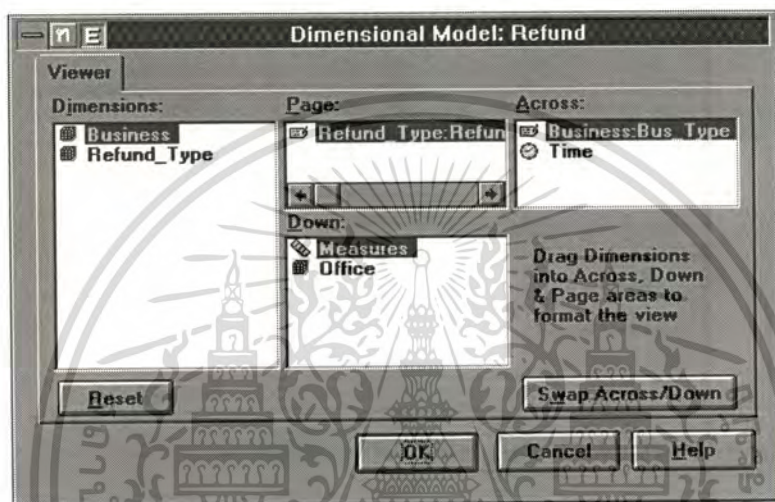 ก E Dimensional Model: Refund
Viewer
Dimensions:
Business
Refund_Type
Page:
Refund_Type:Refun
Across:
Business:Bus_Type
Time
Down:
Measures
Office
Drag Dimensions
into Across, Down
& Page areas to
format the view
Reset
Swap Across/Down
OK
Cancel
Help